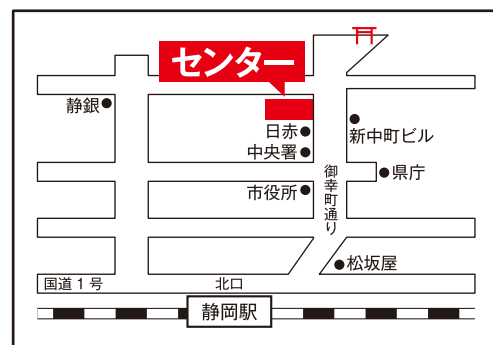 センター
静銀
日赤
新中町ビル
中央署
県庁
市役所
御幸町通り
松坂屋
国道1号
北口
静岡駅